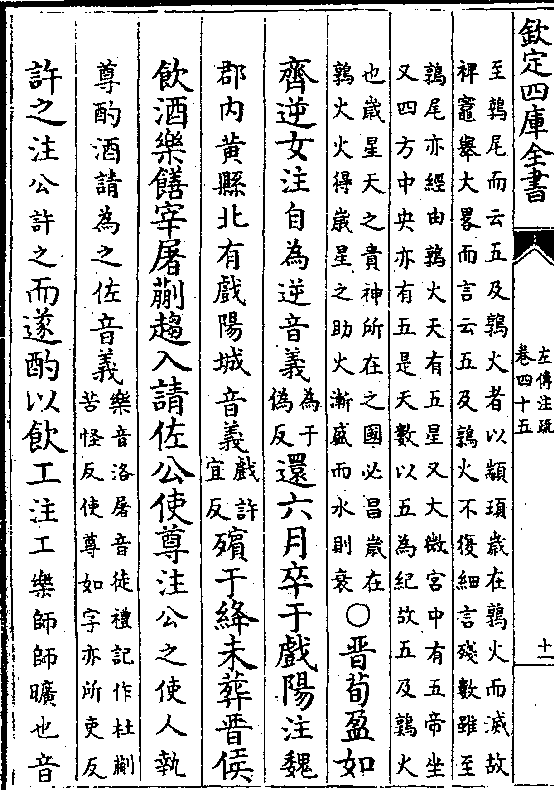 欽定四庫全書
左傳注疏
卷四十五
十一
至鶉尾而云五及鶉火者以顓頊歲在鶉火而滅故
裨竈舉大畧而言云五及鶉火不復細言殘數雖至
鶉尾亦經由鶉火天有五星又大微宮中有五帝坐
又四方中央亦有五是天數以五為紀故五及鶉火
也歲星天之貴神所在之國必昌歲在
鶉火火得歲星之助火漸盛而水則衰
○晉荀盈如
齊逆女注自為逆音義為于偽反還六月卒于戲陽注魏
郡內黃縣北有戲陽城音義戲許宜反殯于絳未葬晉侯
飲酒樂饍宰屠蒯趨入請佐公使尊注公之使人執
尊酌酒請為之佐音義樂音洛屠音徒禮記作杜蒯苦怪反使尊如字亦所吏反
許之注公許之而遂酌以飲工注工樂師師曠也音